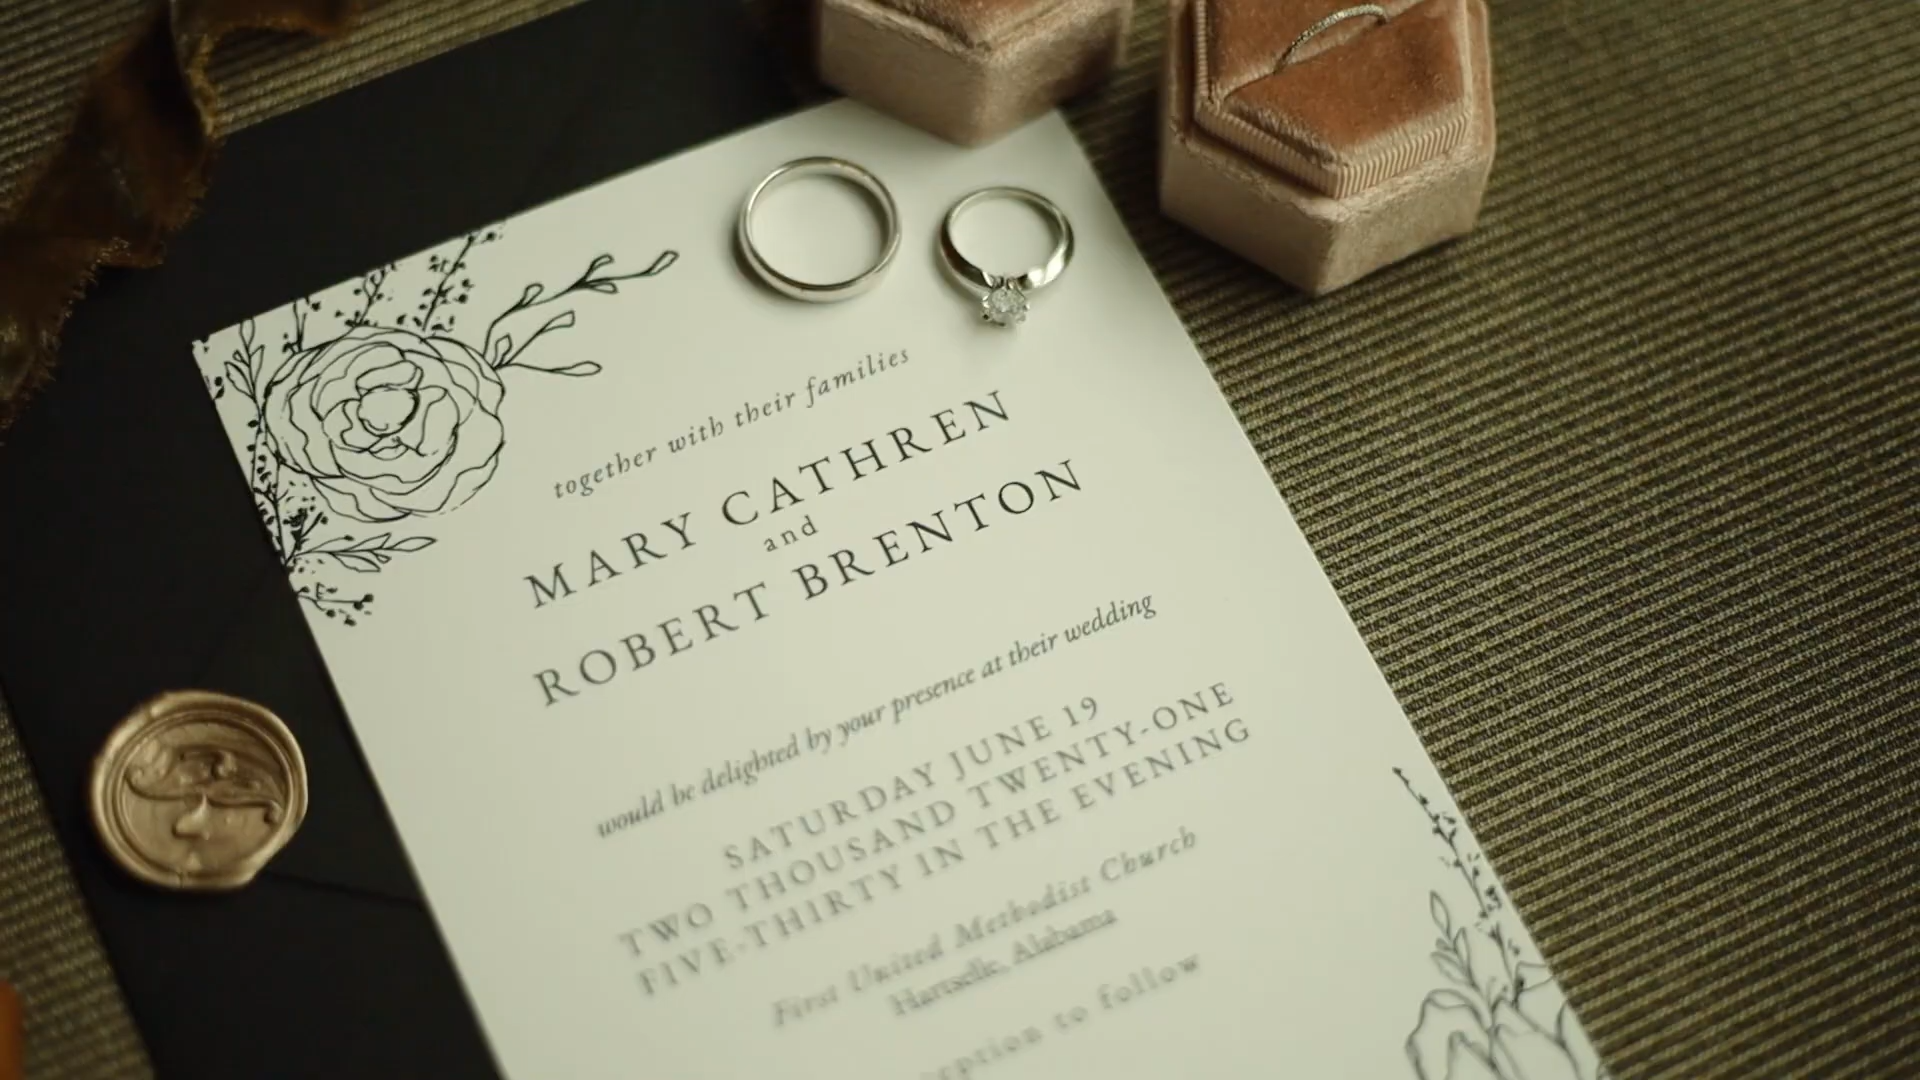 together with their families
MARY CATHREN
and
ROBERT BRENTON
would be delighted by your presence at their wedding
SATURDAY JUNE 19
TWO THOUSAND TWENTY-ONE
FIVE-THIRTY IN THE EVENING
First United Methodist Church
Hartselle, Alabama
to follow